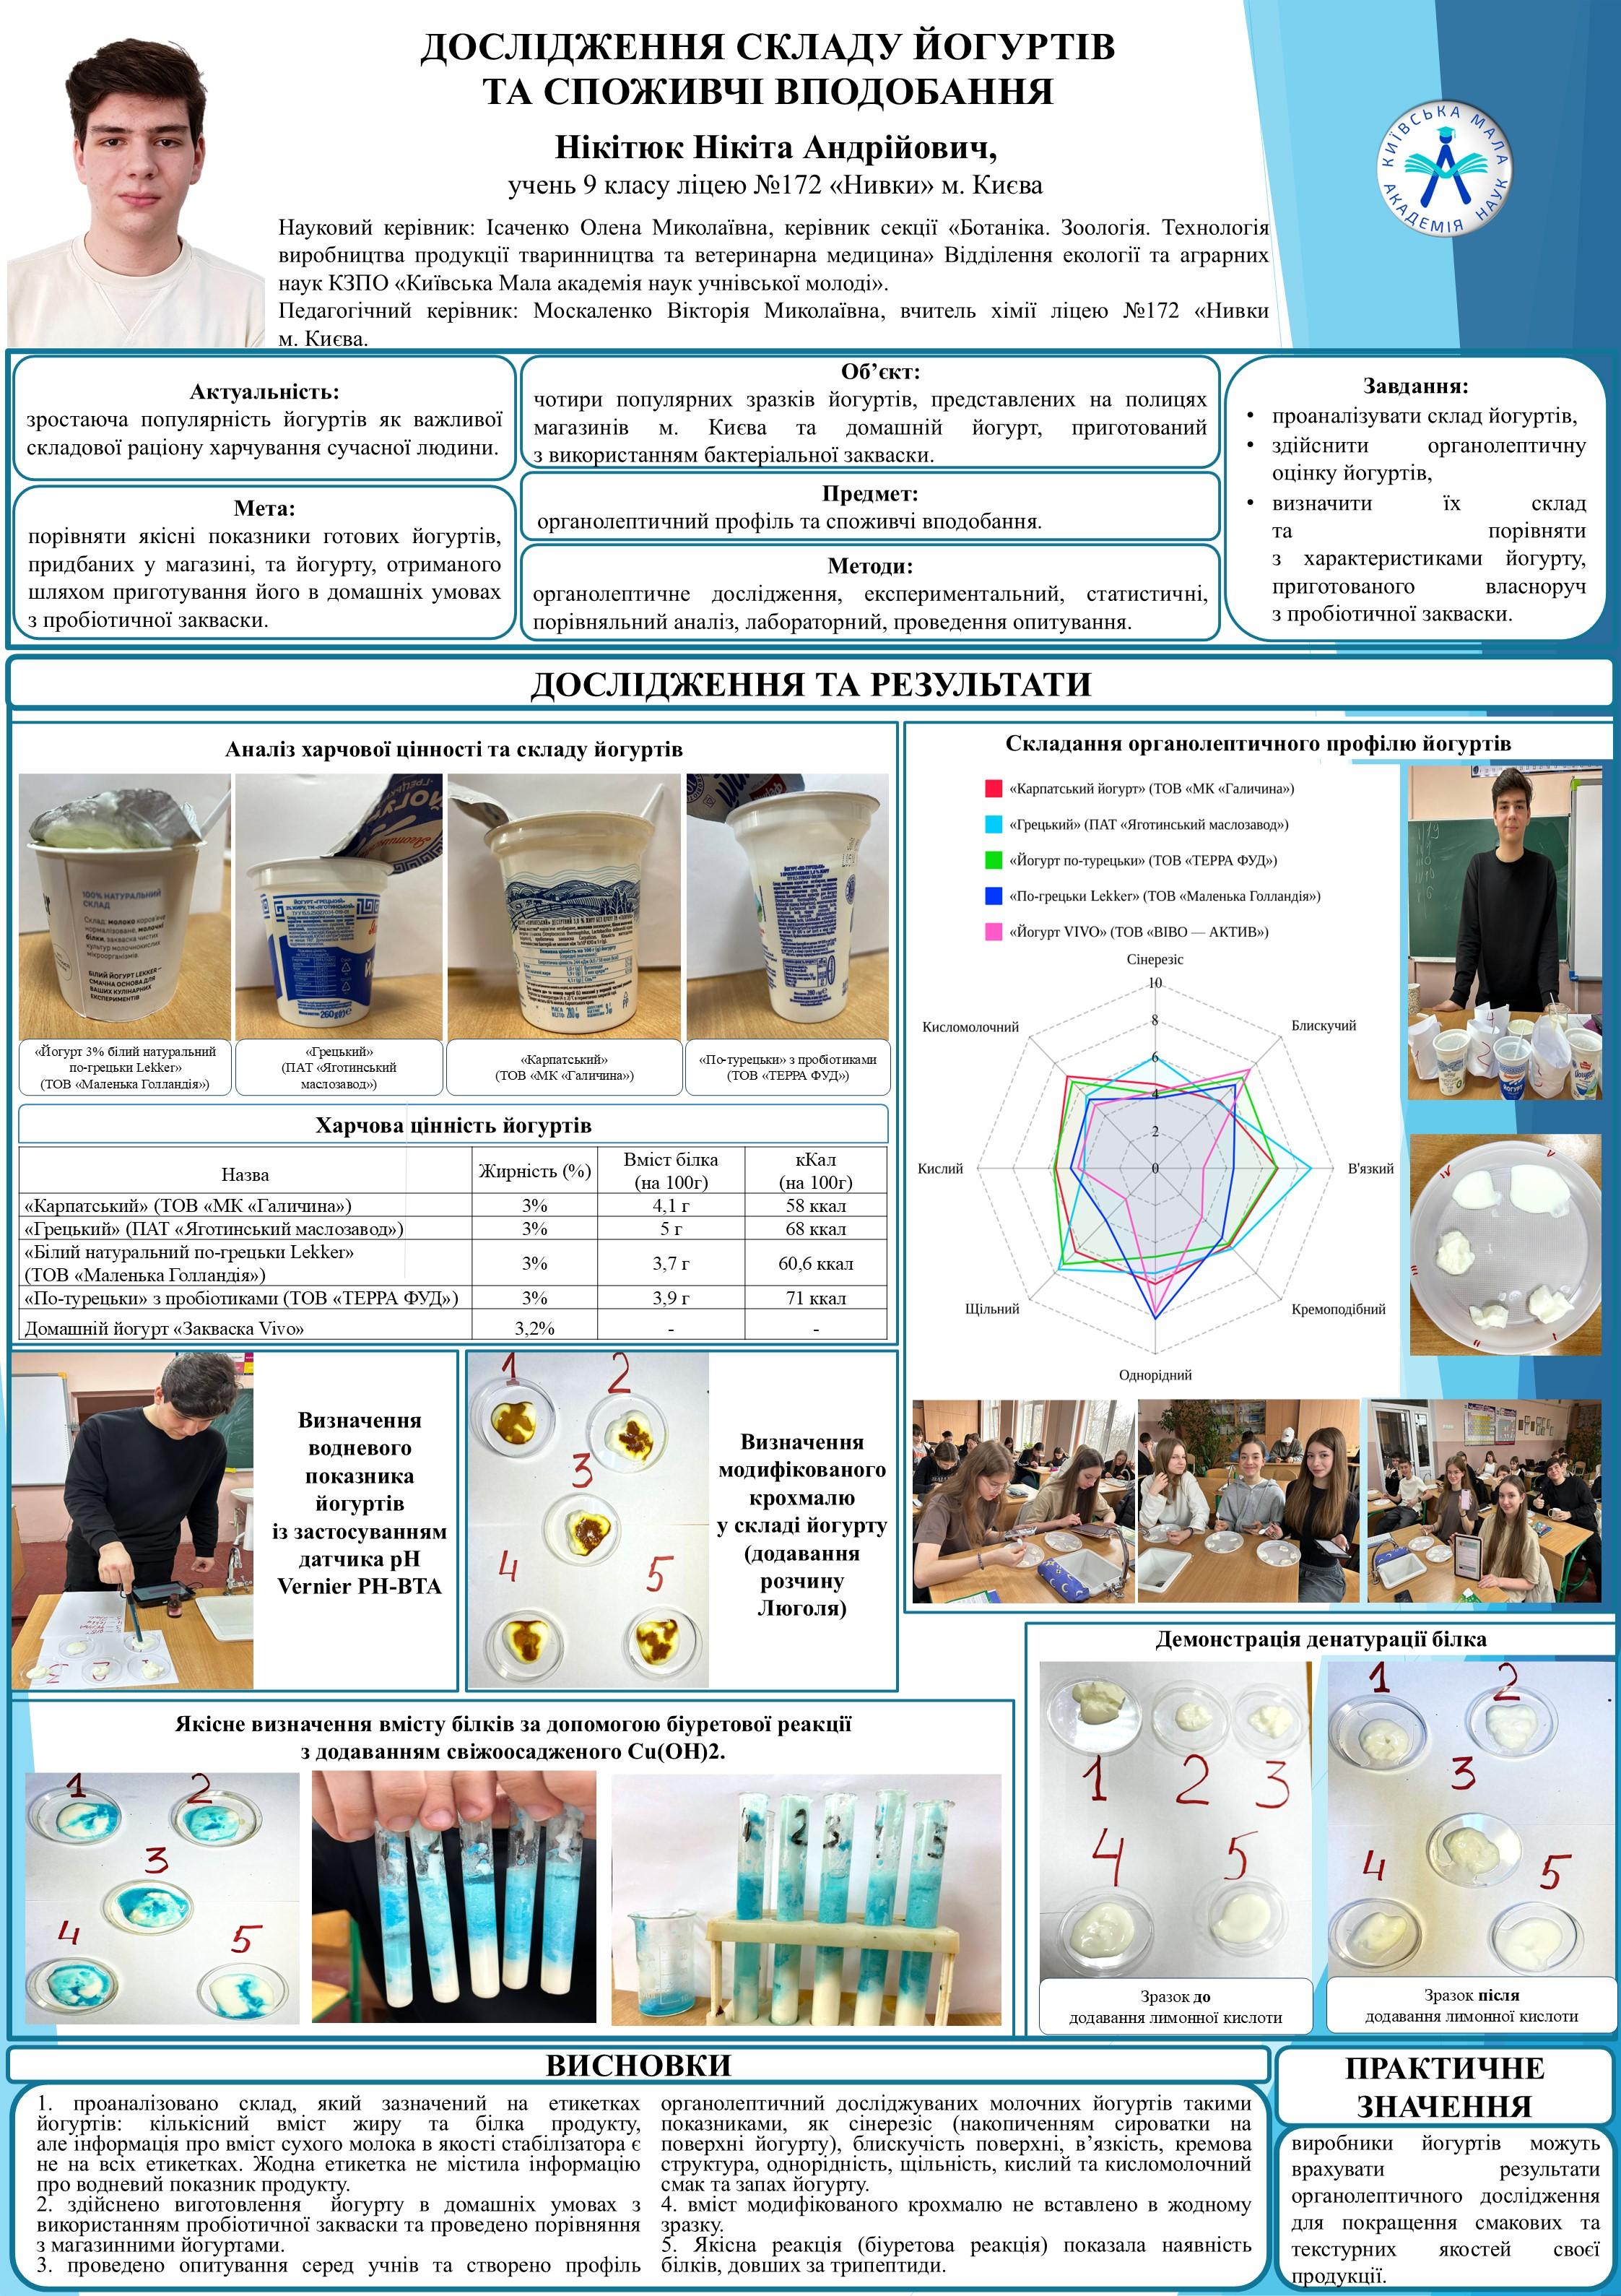 ДОСЛІДЖЕННЯ СКЛАДУ ЙОГУРТІВ
ТА СПОЖИВЧІ ВПОДОБАННЯ
Нікітюк Нікіта Андрійович,
учень 9 класу ліцею №172 «Нивки» м. Києва
Науковий керівник: Ісаченко Олена Миколаївна, керівник секції «Ботаніка. Зоологія. Технологія
виробництва продукції тваринництва та ветеринарна медицина» Відділення екології та аграрних
наук КЗПО «Київська Мала академія наук учнівської молоді».
Педагогічний керівник: Москаленко Вікторія Миколаївна, вчитель хімії ліцею №172 «Нивки
м. Києва.
КИЇВСЬКА МАЛА АКАДЕМІЯ НАУК
Актуальність:
зростаюча популярність йогуртів як важливої
складової раціону харчування сучасної людини.
Мета:
порівняти якісні показники готових йогуртів,
придбаних у магазині, та йогурту, отриманого
шляхом приготування його в домашніх умовах
з пробіотичної закваски.
Об’єкт:
чотири популярних зразків йогуртів, представлених на полицях
магазинів м. Києва та домашній йогурт, приготований
з використанням бактеріальної закваски.
Предмет:
органолептичний профіль та споживчі вподобання.
Методи:
органолептичне дослідження, експериментальний, статистичні,
порівняльний аналіз, лабораторний, проведення опитування.
Завдання:
• проаналізувати склад йогуртів,
• здійснити органолептичну
оцінку йогуртів,
• визначити їх склад
та порівняти
з характеристиками йогурту,
приготованого власноруч
з пробіотичної закваски.
ДОСЛІДЖЕННЯ ТА РЕЗУЛЬТАТИ
Аналіз харчової цінності та складу йогуртів
100% НАТУРАЛЬНИЙ
СКЛАД
Склад: молоко коров'яче
нормалізоване, молочні
білки, закваска чистих
культур молочнокислих
мікроорганізмів.
БІЛИЙ ЙОГУРТ LEKKER –
СМАЧНА ОСНОВА ДЛЯ
ВАШИХ КУЛІНАРНИХ
ЕКСПЕРИМЕНТІВ
«Йогурт 3% білий натуральний
по-грецьки Lekker»
(ТОВ «Маленька Голландія»)
«Грецький»
(ПАТ «Яготинський
маслозавод»)
«Карпатський»
(ТОВ «МК «Галичина»)
«По-турецьки» з пробіотиками
(ТОВ «ТЕРРА ФУД»)
Харчова цінність йогуртів
Назва Жирність (%) Вміст білка (на 100г) кКал (на 100г)
«Карпатський» (ТОВ «МК «Галичина») 3% 4,1 г 58 ккал
«Грецький» (ПАТ «Яготинський маслозавод») 3% 5 г 68 ккал
«Білий натуральний по-грецьки Lekker»
(ТОВ «Маленька Голландія») 3% 3,7 г 60,6 ккал
«По-турецьки» з пробіотиками (ТОВ «ТЕРРА ФУД») 3% 3,9 г 71 ккал
Домашній йогурт «Закваска Vivo» 3,2% - -
Складання органолептичного профілю йогуртів
«Карпатський йогурт» (ТОВ «МК «Галичина»)
«Грецький» (ПАТ «Яготинський маслозавод»)
«Йогурт по-турецьки» (ТОВ «ТЕРРА ФУД»)
«По-грецьки Lekker» (ТОВ «Маленька Голландія»)
«Йогурт VIVO» (ТОВ «ВІВО — АКТИВ»)
Сінерезіс
10
8
6
4
2
0
Кисломолочний
Блискучий
Кислий
В'язкий
Щільний
Кремоподібний
Однорідний
Визначення
водневого
показника
йогуртів
із застосуванням
датчика pH
Vernier PH-BTA
1
2
3
4
5
Визначення
модифікованого
крохмалю
у складі йогурту
(додавання
розчину
Люголя)
Якісне визначення вмісту білків за допомогою біуретової реакції
з додаванням свіжоосадженого Cu(OH)2.
1
2
3
4
5
Демонстрація денатурації білка
1 2 3
4 5
1
2
3
4
5
Зразок до
додавання лимонної кислоти
Зразок після
додавання лимонної кислоти
ВИСНОВКИ
1. проаналізовано склад, який зазначений на етикетках
йогуртів: кількісний вміст жиру та білка продукту,
але інформація про вміст сухого молока в якості стабілізатора є
не на всіх етикетках. Жодна етикетка не містила інформацію
про водневий показник продукту.
2. здійснено виготовлення йогурту в домашніх умовах з
використанням пробіотичної закваски та проведено порівняння
з магазинними йогуртами.
3. проведено опитування серед учнів та створено профіль
органолептичний досліджуваних молочних йогуртів такими
показниками, як сінерезіс (накопиченням сироватки на
поверхні йогурту), блискучість поверхні, в’язкість, кремова
структура, однорідність, щільність, кислий та кисломолочний
смак та запах йогурту.
4. вміст модифікованого крохмалю не вставлено в жодному
зразку.
5. Якісна реакція (біуретова реакція) показала наявність
білків, довших за трипептиди.
ПРАКТИЧНЕ
ЗНАЧЕННЯ
виробники йогуртів можуть
врахувати результати
органолептичного дослідження
для покращення смакових та
текстурних якостей своєї
продукції.